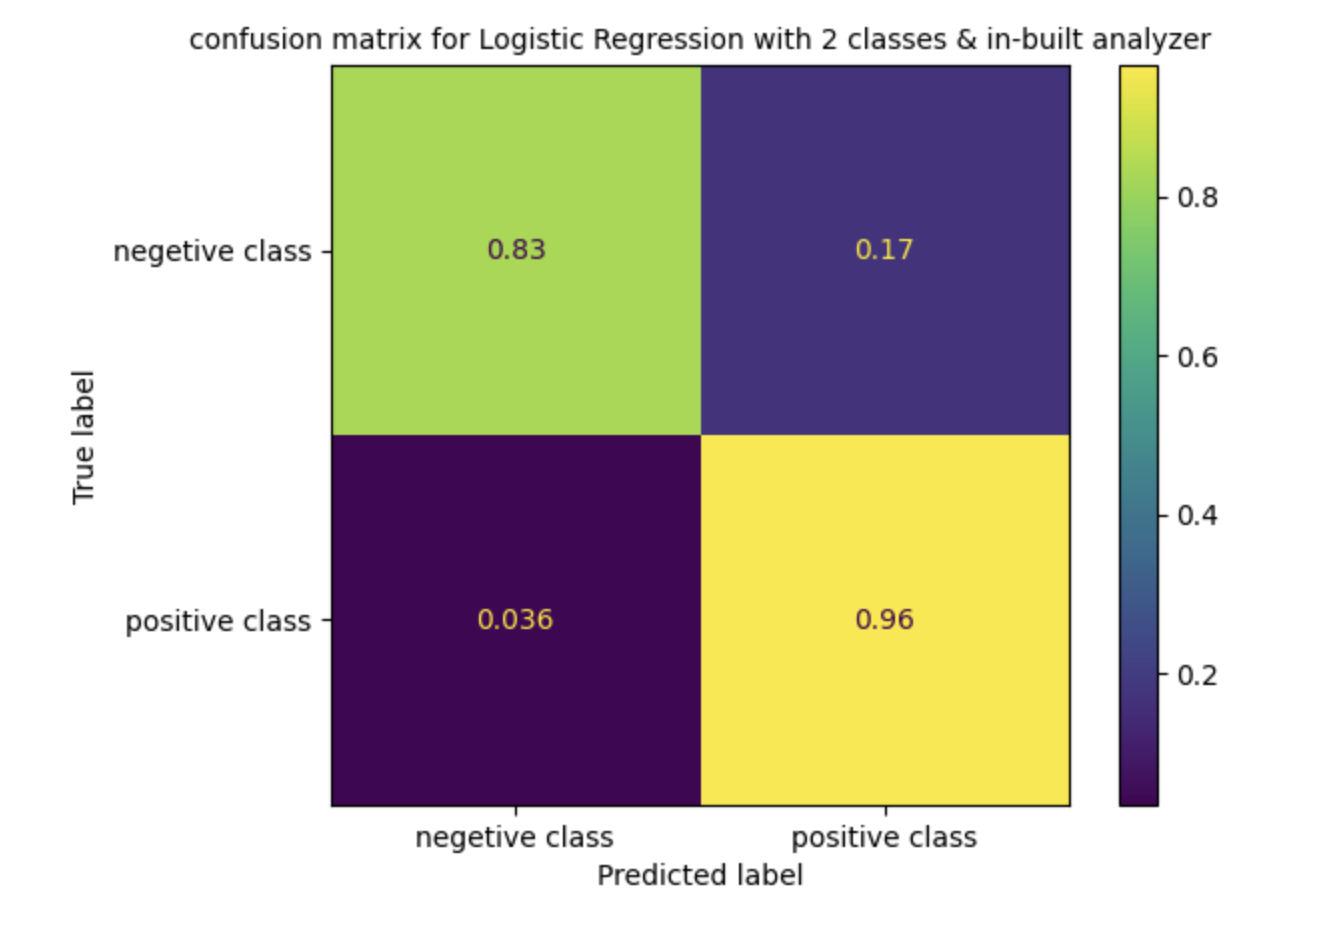 confusion matrix for Logistic Regression with 2 classes & in-built analyzer
negetive class
0.83
0.17
0.8
0.6
True label
0.4
positive class
0.036
0.96
0.2
negetive class
positive class
Predicted label